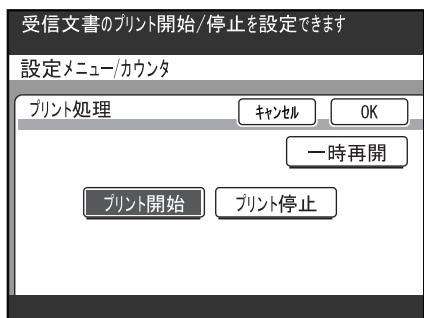 受信文書のプリント開始/停止を設定できます
設定メニュー/カウンタ
プリント処理 キャンセル OK
一時再開
プリント開始 プリント停止